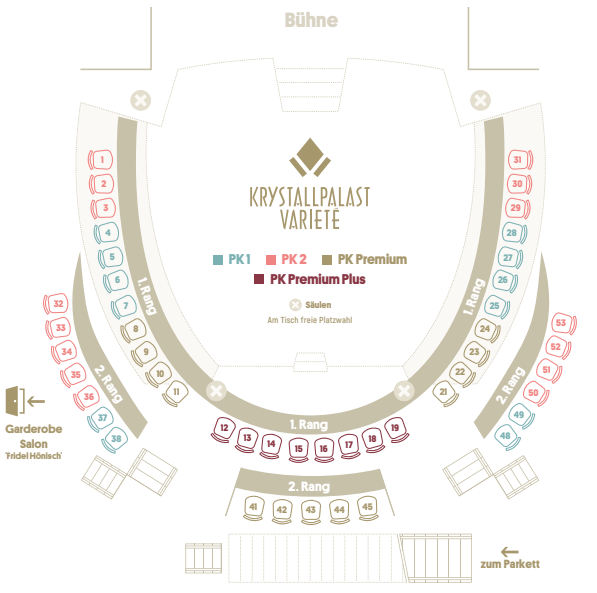 Bühne
KRYSTALLPALAST
VARIETÉ
PK 1 PK 2 PK Premium
PK Premium Plus
Säulen
Am Tisch freie Platzwahl
1
2
3
4
5
6
7
8
9
10
11
1. Rang
31
30
29
28
27
26
25
24
23
22
21
1. Rang
32
33
34
35
36
37
38
2. Rang
53
52
51
50
49
48
2. Rang
Garderobe
Salon
'Fridel Hönisch'
1. Rang
12 13 14 15 16 17 18 19
2. Rang
41 42 43 44 45
zum Parkett